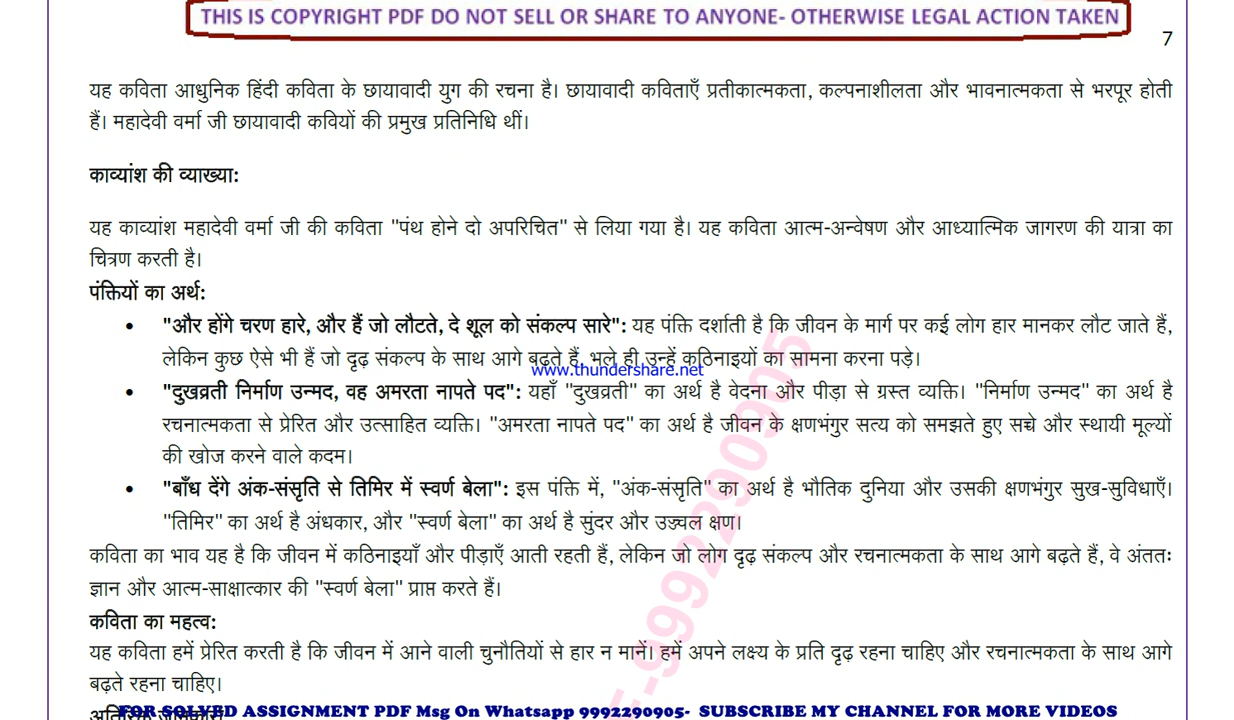 THIS IS COPYRIGHT PDF DO NOT SELL OR SHARE TO ANYONE- OTHERWISE LEGAL ACTION TAKEN
7
यह कविता आधुनिक हिंदी कविता के छायावादी युग की रचना है। छायावादी कविताएँ प्रतीकात्मकता, कल्पनाशीलता और भावनात्मकता से भरपूर होती
हैं। महादेवी वर्मा जी छायावादी कवियों की प्रमुख प्रतिनिधि थीं।
काव्यांश की व्याख्या:
यह काव्यांश महादेवी वर्मा जी की कविता "पंथ होने दो अपरिचित" से लिया गया है। यह कविता आत्म-अन्वेषण और आध्यात्मिक जागरण की यात्रा का
चित्रण करती है।
पंक्तियों का अर्थ:
• "और होंगे चरण हारे, और हैं जो लौटते, दे शूल को संकल्प सारे": यह पंक्ति दर्शाती है कि जीवन के मार्ग पर कई लोग हार मानकर लौट जाते हैं,
लेकिन कुछ ऐसे भी हैं जो दृढ़ संकल्प के साथ आगे बढ़ते हैं, भले ही उन्हें कठिनाइयों का सामना करना पड़े।
www.thundershare.net
• "दुखव्रती निर्माण उन्मद, वह अमरता नापते पद": यहाँ "दुखव्रती" का अर्थ है वेदना और पीड़ा से ग्रस्त व्यक्ति। "निर्माण उन्मद" का अर्थ है
रचनात्मकता से प्रेरित और उत्साहित व्यक्ति। "अमरता नापते पद" का अर्थ है जीवन के क्षणभंगुर सत्य को समझते हुए सच्चे और स्थायी मूल्यों
की खोज करने वाले कदम।
• "बाँध देंगे अंक-संसृति से तिमिर में स्वर्ण बेला": इस पंक्ति में, "अंक-संसृति" का अर्थ है भौतिक दुनिया और उसकी क्षणभंगुर सुख-सुविधाएँ।
"तिमिर" का अर्थ है अंधकार, और "स्वर्ण बेला" का अर्थ है सुंदर और उज्ज्वल क्षण।
कविता का भाव यह है कि जीवन में कठिनाइयाँ और पीड़ाएँ आती रहती हैं, लेकिन जो लोग दृढ़ संकल्प और रचनात्मकता के साथ आगे बढ़ते हैं, वे अंततः
ज्ञान और आत्म-साक्षात्कार की "स्वर्ण बेला" प्राप्त करते हैं।
कविता का महत्व:
यह कविता हमें प्रेरित करती है कि जीवन में आने वाली चुनौतियों से हार न मानें। हमें अपने लक्ष्य के प्रति दृढ़ रहना चाहिए और रचनात्मकता के साथ आगे
बढ़ते रहना चाहिए।
FOR SOLVED ASSIGNMENT PDF Msg On Whatsapp 9992290905- SUBSCRIBE MY CHANNEL FOR MORE VIDEOS
-9992290905